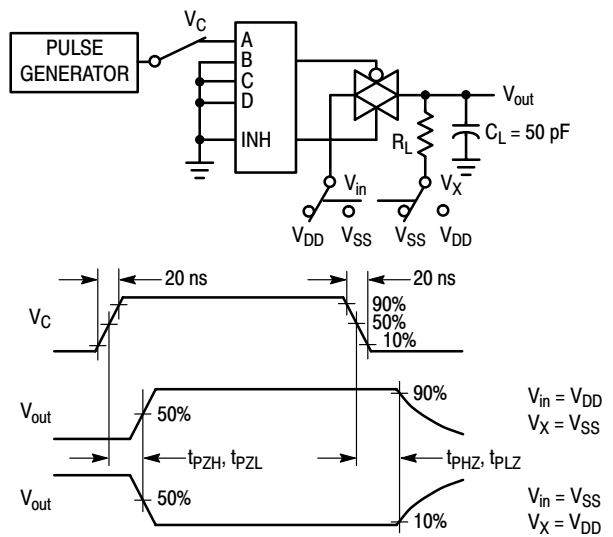 V_C
PULSE
GENERATOR
A
B
C
D
INH
V_out
R_L
C_L = 50 pF
V_in
V_X
V_DD
V_SS
V_SS
V_DD
20 ns
20 ns
V_C
90%
50%
10%
V_out
50%
90%
V_in = V_DD
V_X = V_SS
t_PZH, t_PZL
t_PHZ, t_PLZ
V_out
50%
10%
V_in = V_SS
V_X = V_DD